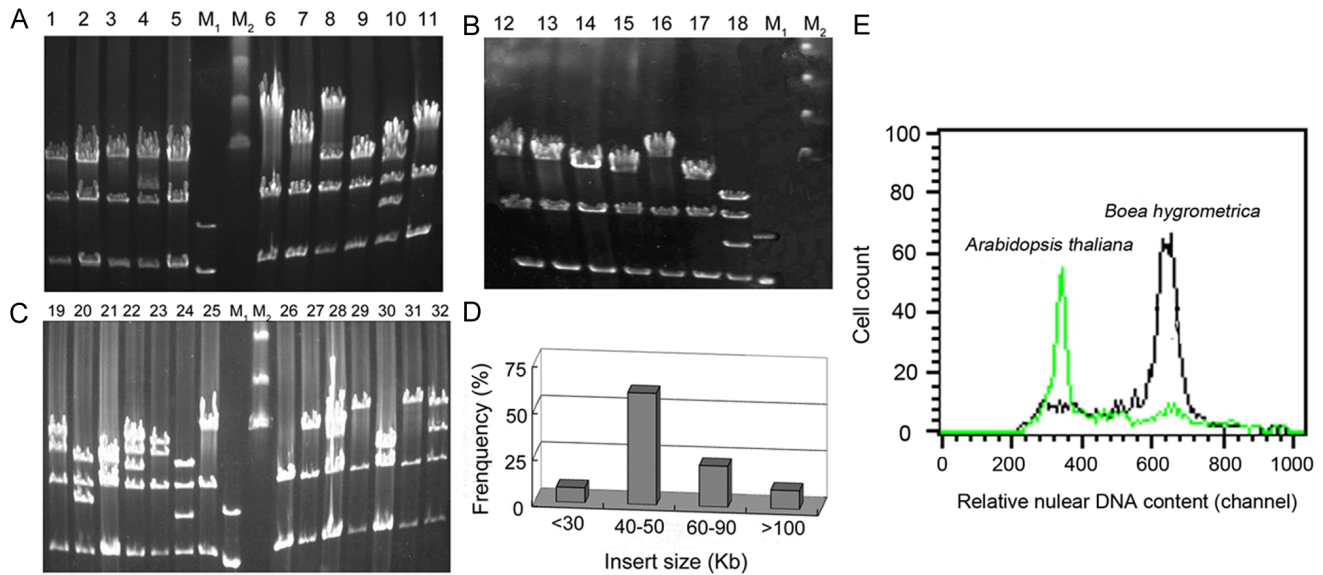 A
1 2 3 4 5 M1 M2 6 7 8 9 10 11
B
12 13 14 15 16 17 18 M1 M2
C
19 20 21 22 23 24 25 M1 M2 26 27 28 29 30 31 32
D
Frenquency (%)
75
50
25
0
<30 40-50 60-90 >100
Insert size (Kb)
E
Cell count
100
80
60
40
20
0
Boea hygrometrica
Arabidopsis thaliana
0 200 400 600 800 1000
Relative nulear DNA content (channel)